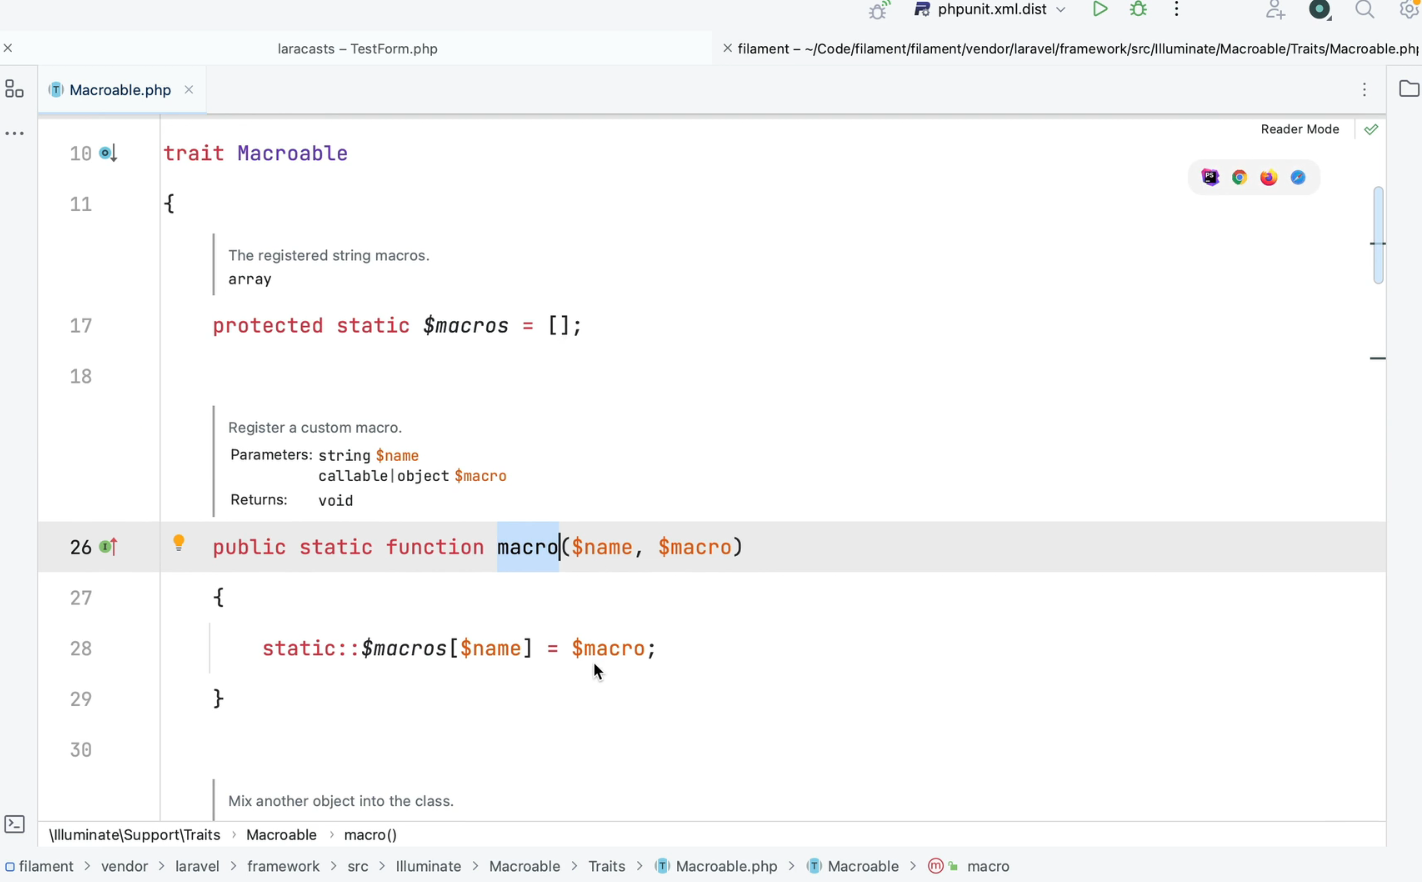 phpunit.xml.dist
laracasts – TestForm.php
filament – ~/Code/filament/filament/vendor/laravel/framework/src/Illuminate/Macroable/Traits/Macroable.php
Macroable.php
Reader Mode
10 trait Macroable
11 {
The registered string macros.
array
17 protected static $macros = [];
18
Register a custom macro.
Parameters: string $name
callable|object $macro
Returns: void
26 public static function macro($name, $macro)
27 {
28 static::$macros[$name] = $macro;
29 }
30
Mix another object into the class.
\Illuminate\Support\Traits › Macroable › macro()
filament > vendor > laravel > framework > src > Illuminate > Macroable > Traits > Macroable.php > Macroable > macro